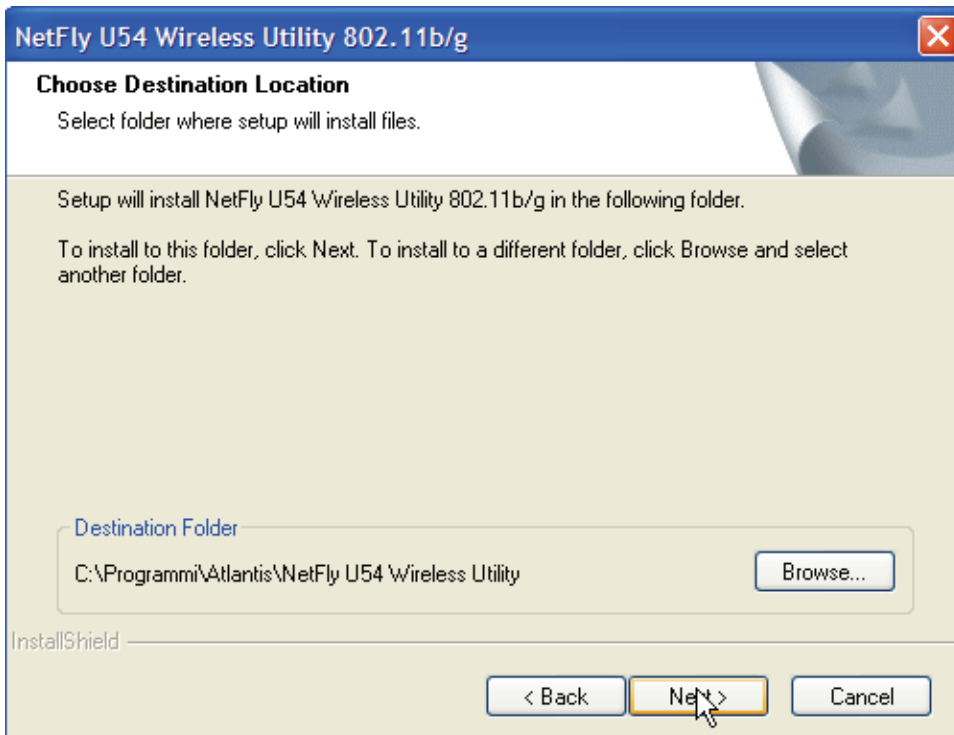 NetFly U54 Wireless Utility 802.11b/g
Choose Destination Location
Select folder where setup will install files.
Setup will install NetFly U54 Wireless Utility 802.11b/g in the following folder.
To install to this folder, click Next. To install to a different folder, click Browse and select
another folder.
Destination Folder
C:\Programmi\Atlantis\NetFly U54 Wireless Utility
Browse...
InstallShield
< Back
Next >
Cancel